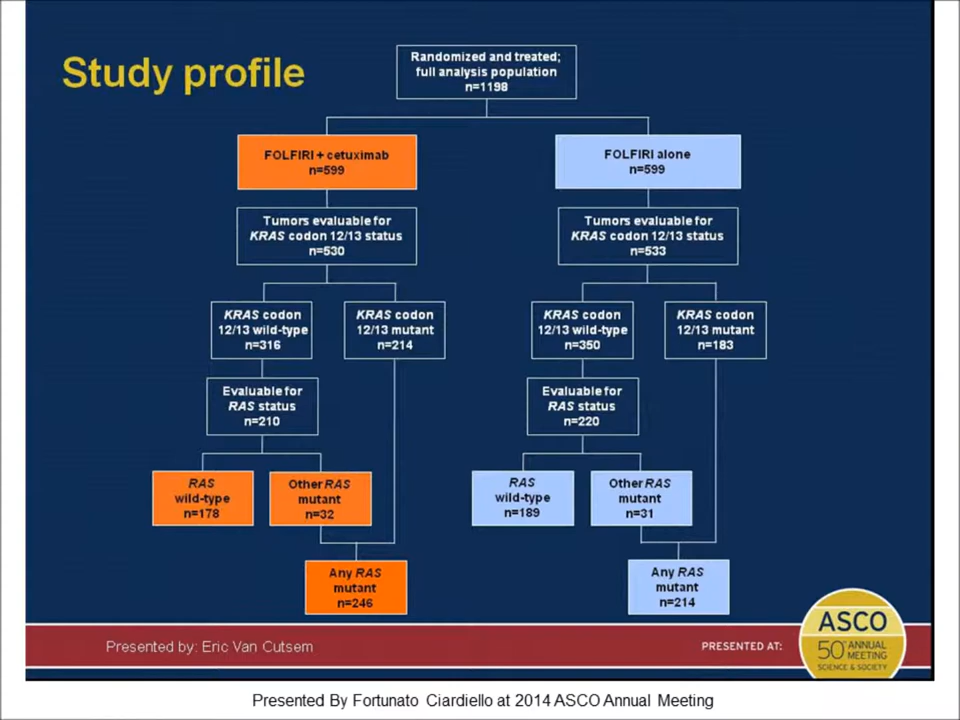 Study profile
Randomized and treated;
full analysis population
n=1198
FOLFIRI + cetuximab
n=599
FOLFIRI alone
n=599
Tumors evaluable for
KRAS codon 12/13 status
n=530
Tumors evaluable for
KRAS codon 12/13 status
n=533
KRAS codon
12/13 wild-type
n=316
KRAS codon
12/13 mutant
n=214
KRAS codon
12/13 wild-type
n=350
KRAS codon
12/13 mutant
n=183
Evaluable for
RAS status
n=210
Evaluable for
RAS status
n=220
RAS
wild-type
n=178
Other RAS
mutant
n=32
RAS
wild-type
n=189
Other RAS
mutant
n=31
Any RAS
mutant
n=246
Any RAS
mutant
n=214
Presented by: Eric Van Cutsem
PRESENTED AT:
ASCO
50TH ANNUAL
MEETING
SCIENCE & SOCIETY
Presented By Fortunato Ciardiello at 2014 ASCO Annual Meeting